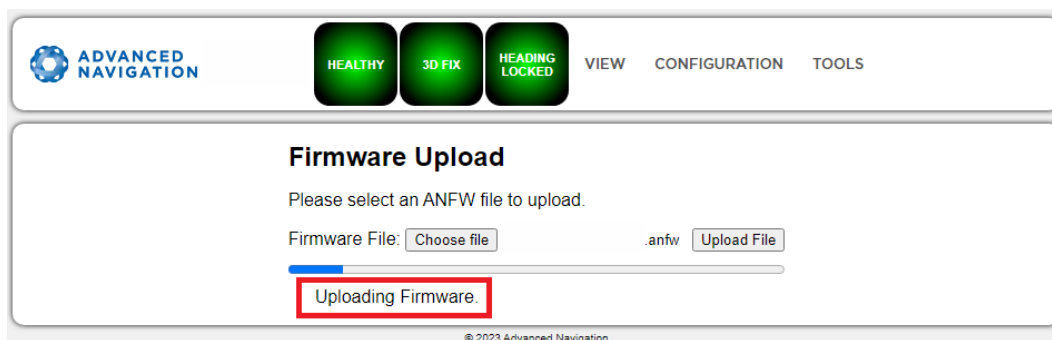 ADVANCED
NAVIGATION
HEALTHY
3D FIX
HEADING
LOCKED
VIEW
CONFIGURATION
TOOLS
Firmware Upload
Please select an ANFW file to upload.
Firmware File: Choose file .anfw Upload File
Uploading Firmware.
© 2023 Advanced Navigation